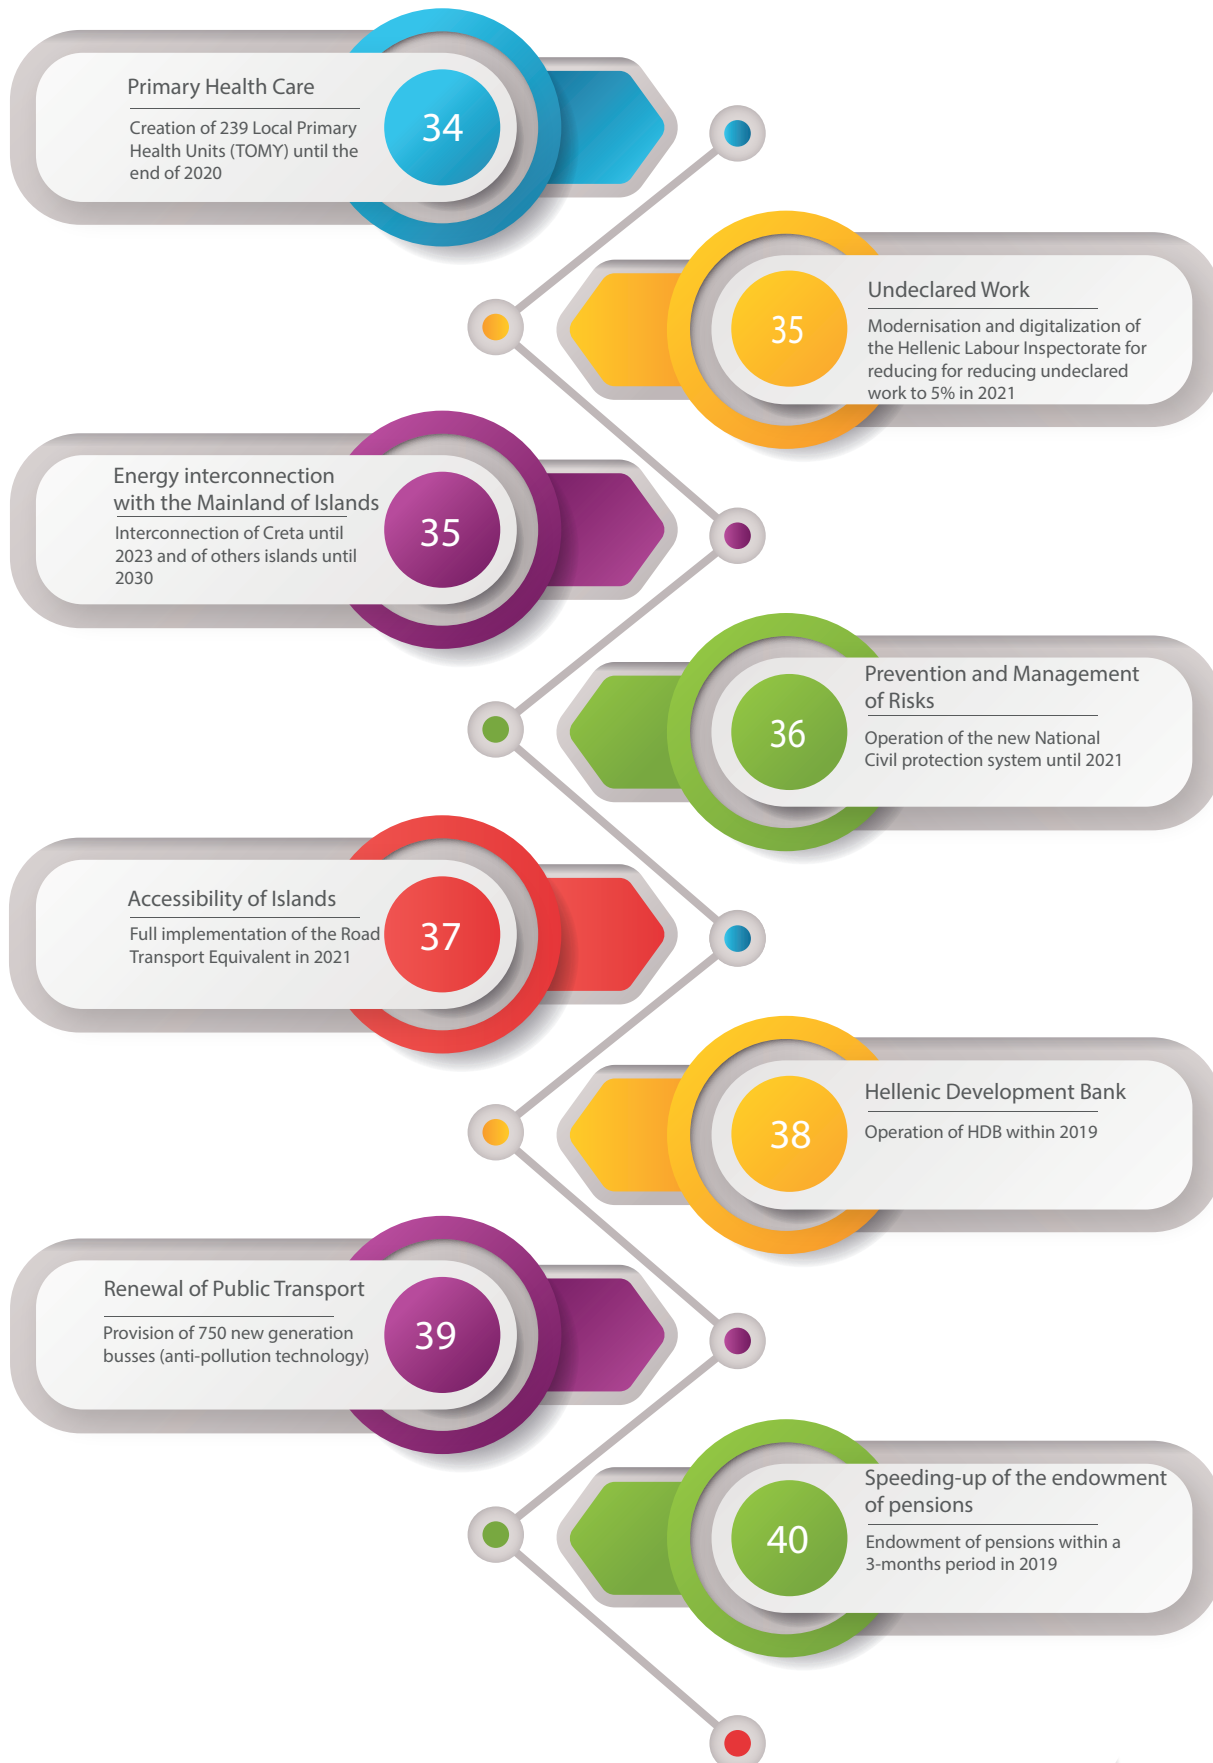 Primary Health Care
Creation of 239 Local Primary
Health Units (TOMY) until the
end of 2020
34
35
Undeclared Work
Modernisation and digitalization of
the Hellenic Labour Inspectorate for
reducing for reducing undeclared
work to 5% in 2021
Energy interconnection
with the Mainland of Islands
Interconnection of Creta until
2023 and of others islands until
2030
35
36
Prevention and Management
of Risks
Operation of the new National
Civil protection system until 2021
Accessibility of Islands
Full implementation of the Road
Transport Equivalent in 2021
37
38
Hellenic Development Bank
Operation of HDB within 2019
Renewal of Public Transport
Provision of 750 new generation
busses (anti-pollution technology)
39
40
Speeding-up of the endowment
of pensions
Endowment of pensions within a
3-months period in 2019